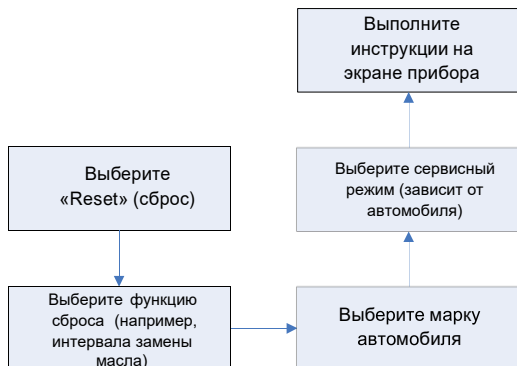 Выполните
инструкции на
экране прибора
Выберите
«Reset» (сброс)
Выберите сервисный
режим (зависит от
автомобиля)
Выберите функцию
сброса (например,
интервала замены
масла)
Выберите марку
автомобиля